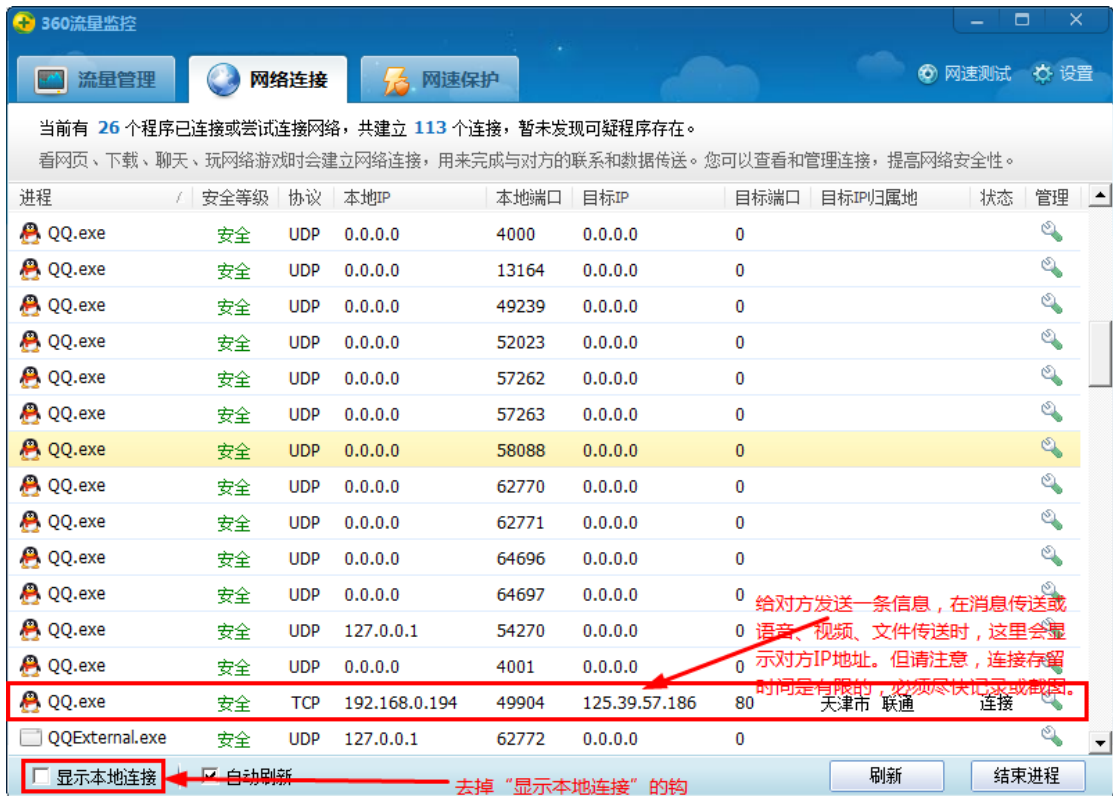 360流量监控
流量管理 网络连接 网速保护 网速测试 设置
当前有 26 个程序已连接或尝试连接网络，共建立 113 个连接，暂未发现可疑程序存在。
看网页、下载、聊天、玩网络游戏时会建立网络连接，用来完成与对方的联系和数据传送。您可以查看和管理连接，提高网络安全性。
进程 / 安全等级 协议 本地IP 本地端口 目标IP 目标端口 目标IP归属地 状态 管理
QQ.exe 安全 UDP 0.0.0.0 4000 0.0.0.0 0
QQ.exe 安全 UDP 0.0.0.0 13164 0.0.0.0 0
QQ.exe 安全 UDP 0.0.0.0 49239 0.0.0.0 0
QQ.exe 安全 UDP 0.0.0.0 52023 0.0.0.0 0
QQ.exe 安全 UDP 0.0.0.0 57262 0.0.0.0 0
QQ.exe 安全 UDP 0.0.0.0 57263 0.0.0.0 0
QQ.exe 安全 UDP 0.0.0.0 58088 0.0.0.0 0
QQ.exe 安全 UDP 0.0.0.0 62770 0.0.0.0 0
QQ.exe 安全 UDP 0.0.0.0 62771 0.0.0.0 0
QQ.exe 安全 UDP 0.0.0.0 64696 0.0.0.0 0
QQ.exe 安全 UDP 0.0.0.0 64697 0.0.0.0 0
给对方发送一条信息，在消息传送或
QQ.exe 安全 UDP 127.0.0.1 54270 0.0.0.0 0
语音、视频、文件传送时，这里会显
QQ.exe 安全 UDP 0.0.0.0 4001 0.0.0.0 0
示对方IP地址。但请注意，连接存留
时间是有限的，必须尽快记录或截图。
QQ.exe 安全 TCP 192.168.0.194 49904 125.39.57.186 80 天津市 联通 连接
QQExternal.exe 安全 UDP 127.0.0.1 62772 0.0.0.0 0
显示本地连接 自动刷新 刷新 结束进程
去掉“显示本地连接”的钩